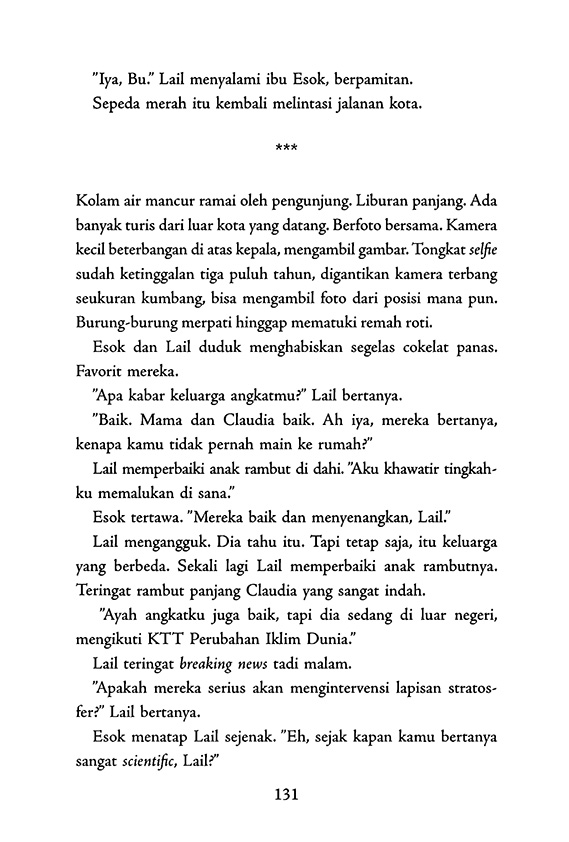 "Iya, Bu." Lail menyalami ibu Esok, berpamitan.
Sepeda merah itu kembali melintasi jalanan kota.
***
Kolam air mancur ramai oleh pengunjung. Liburan panjang. Ada
banyak turis dari luar kota yang datang. Berfoto bersama. Kamera
kecil beterbangan di atas kepala, mengambil gambar. Tongkat selfie
sudah ketinggalan tiga puluh tahun, digantikan kamera terbang
seukuran kumbang, bisa mengambil foto dari posisi mana pun.
Burung-burung merpati hinggap mematuki remah roti.
Esok dan Lail duduk menghabiskan segelas cokelat panas.
Favorit mereka.
"Apa kabar keluarga angkatmu?" Lail bertanya.
"Baik. Mama dan Claudia baik. Ah iya, mereka bertanya,
kenapa kamu tidak pernah main ke rumah?"
Lail memperbaiki anak rambut di dahi. "Aku khawatir tingkah-
ku memalukan di sana."
Esok tertawa. "Mereka baik dan menyenangkan, Lail."
Lail mengangguk. Dia tahu itu. Tapi tetap saja, itu keluarga
yang berbeda. Sekali lagi Lail memperbaiki anak rambutnya.
Teringat rambut panjang Claudia yang sangat indah.
"Ayah angkatku juga baik, tapi dia sedang di luar negeri,
mengikuti KTT Perubahan Iklim Dunia."
Lail teringat breaking news tadi malam.
"Apakah mereka serius akan mengintervensi lapisan stratos-
fer?" Lail bertanya.
Esok menatap Lail sejenak. "Eh, sejak kapan kamu bertanya
sangat scientific, Lail?"
131